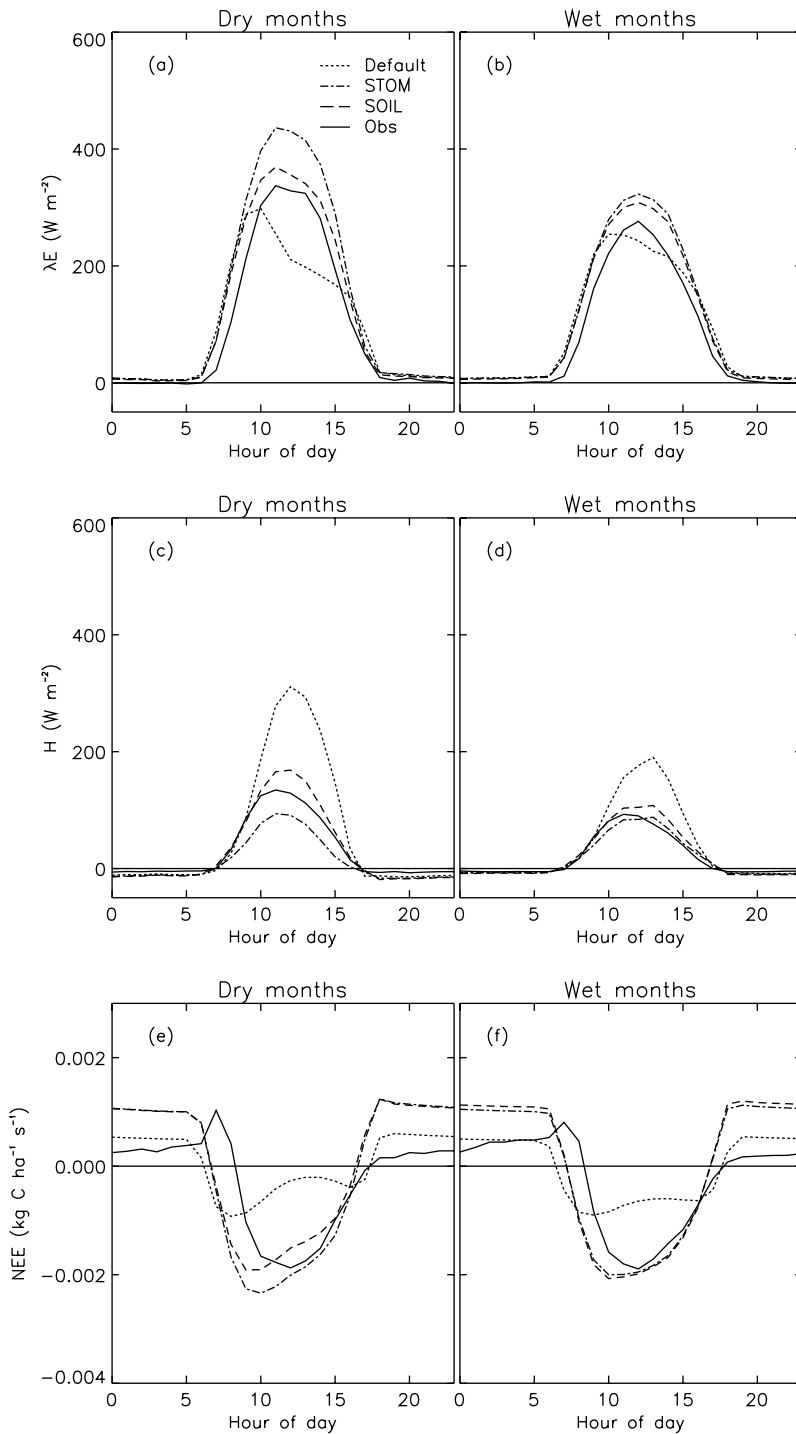 Dry months
Wet months
600
400
200
0
λE (W m⁻²)
(a)
Default
STOM
SOIL
Obs
(b)
0 5 10 15 20
0 5 10 15 20
Hour of day
Hour of day
Dry months
Wet months
600
400
200
0
H (W m⁻²)
(c)
(d)
0 5 10 15 20
0 5 10 15 20
Hour of day
Hour of day
Dry months
Wet months
0.002
0.000
−0.002
−0.004
NEE (kg C ha⁻¹ s⁻¹)
(e)
(f)
0 5 10 15 20
0 5 10 15 20
Hour of day
Hour of day